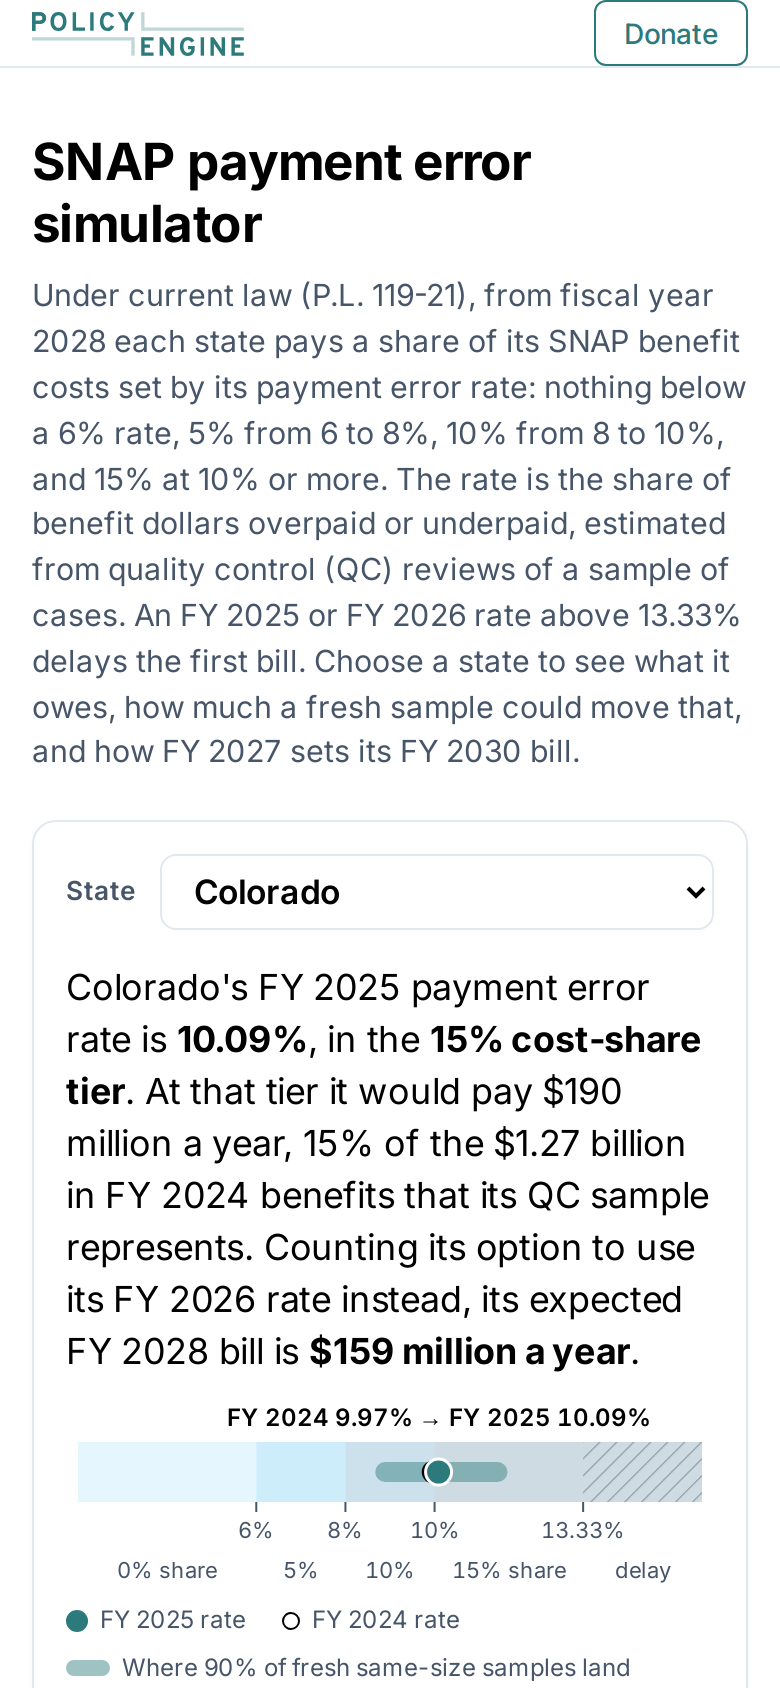 POLICY
ENGINE
Donate
SNAP payment error
simulator
Under current law (P.L. 119-21), from fiscal year
2028 each state pays a share of its SNAP benefit
costs set by its payment error rate: nothing below
a 6% rate, 5% from 6 to 8%, 10% from 8 to 10%,
and 15% at 10% or more. The rate is the share of
benefit dollars overpaid or underpaid, estimated
from quality control (QC) reviews of a sample of
cases. An FY 2025 or FY 2026 rate above 13.33%
delays the first bill. Choose a state to see what it
owes, how much a fresh sample could move that,
and how FY 2027 sets its FY 2030 bill.
State
Colorado
Colorado's FY 2025 payment error
rate is 10.09%, in the 15% cost-share
tier. At that tier it would pay $190
million a year, 15% of the $1.27 billion
in FY 2024 benefits that its QC sample
represents. Counting its option to use
its FY 2026 rate instead, its expected
FY 2028 bill is $159 million a year.
FY 2024 9.97% → FY 2025 10.09%
6% 8% 10% 13.33%
0% share 5% 10% 15% share delay
FY 2025 rate FY 2024 rate
Where 90% of fresh same-size samples land